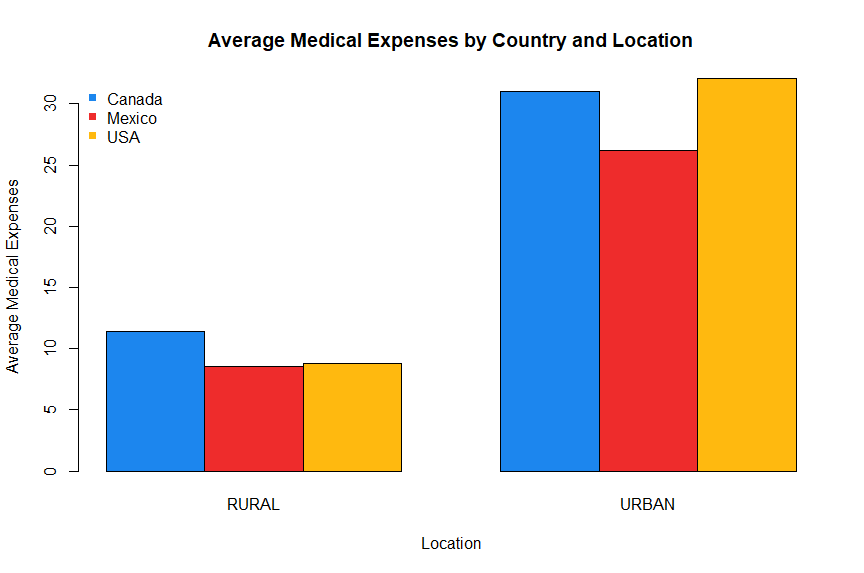 Average Medical Expenses by Country and Location
Canada
Mexico
USA
Average Medical Expenses
30
25
20
15
10
5
0
RURAL
URBAN
Location